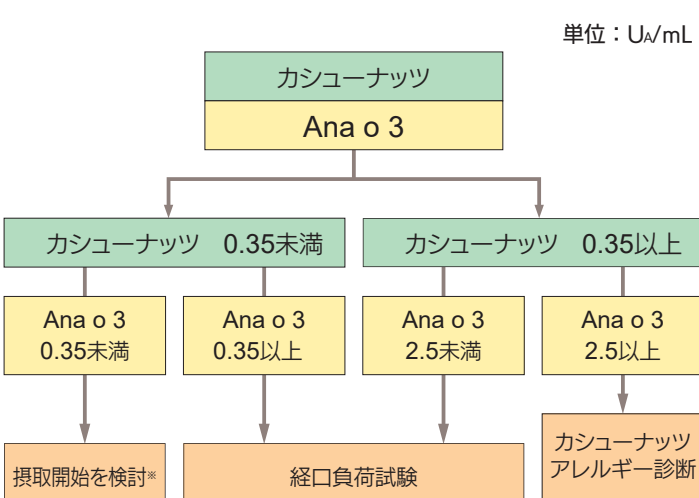 単位：UA/mL
カシューナッツ
Ana o 3
カシューナッツ 0.35未満
カシューナッツ 0.35以上
Ana o 3
0.35未満
Ana o 3
0.35以上
Ana o 3
2.5未満
Ana o 3
2.5以上
摂取開始を検討※
経口負荷試験
カシューナッツ
アレルギー診断